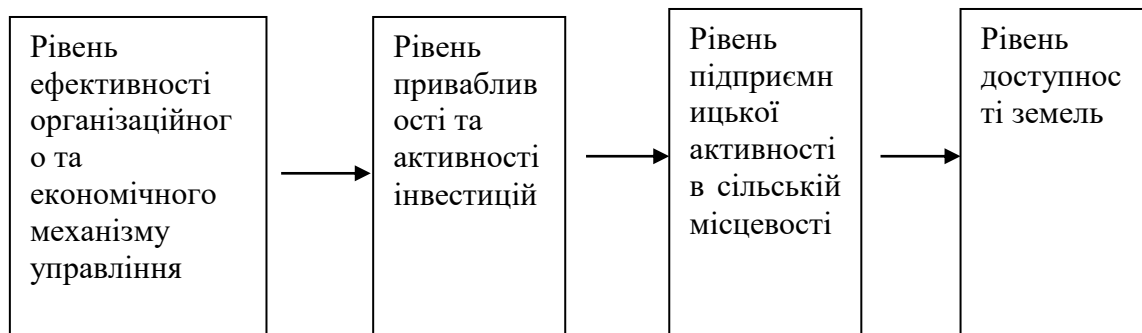 Рівень
ефективності
організаційног
о та
економічного
механізму
управління
Рівень
приваблив
ості та
активності
інвестицій
Рівень
підприємн
ицької
активності
в сільській
місцевості
Рівень
доступнос
ті земель